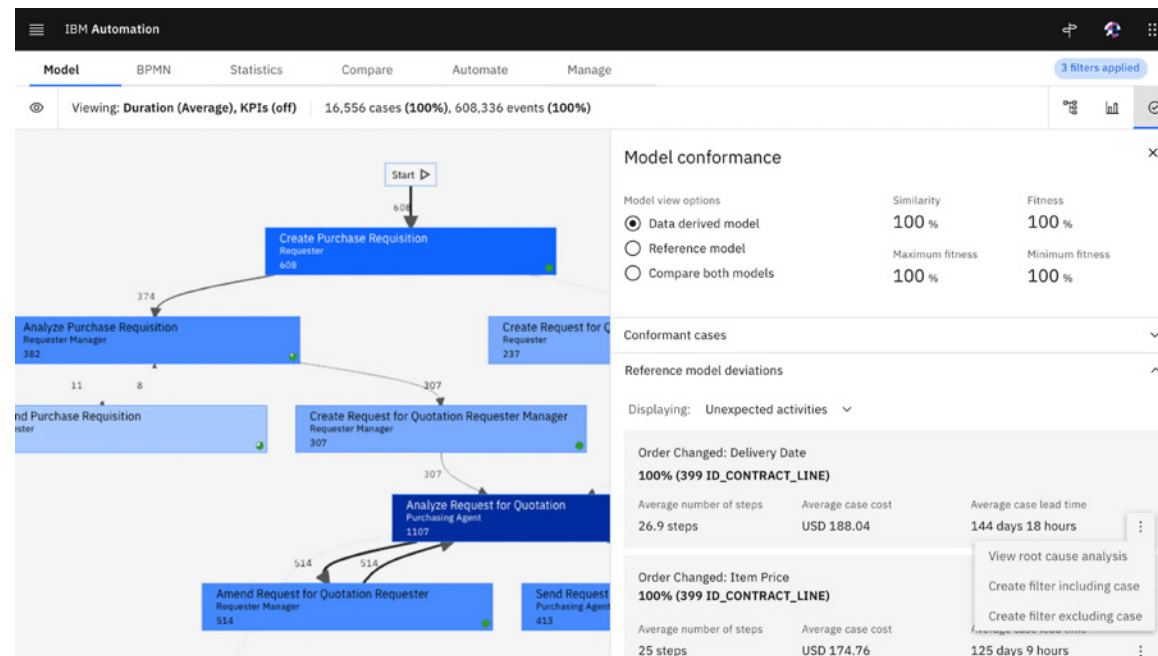 IBM Automation
Model BPMN Statistics Compare Automate Manage
3 filters applied
Viewing: Duration (Average), KPIs (off) 16,556 cases (100%), 608,336 events (100%)
Start
608
Create Purchase Requisition
Requester
608
374
Analyze Purchase Requisition
Requester Manager
382
Create Request for Q
Requester
237
11 8
307
nd Purchase Requisition
ster
Create Request for Quotation Requester Manager
Requester Manager
307
307
Analyze Request for Quotation
Purchasing Agent
1107
514 514
Amend Request for Quotation Requester
Requester Manager
514
Send Request
Purchasing Agent
413
Model conformance
Model view options
Data derived model
Reference model
Compare both models
Similarity
100 %
Fitness
100 %
Maximum fitness
100 %
Minimum fitness
100 %
Conformant cases
Reference model deviations
Displaying: Unexpected activities
Order Changed: Delivery Date
100% (399 ID_CONTRACT_LINE)
Average number of steps Average case cost Average case lead time
26.9 steps USD 188.04 144 days 18 hours
View root cause analysis
Create filter including case
Create filter excluding case
Order Changed: Item Price
100% (399 ID_CONTRACT_LINE)
Average number of steps Average case cost Average case lead time
25 steps USD 174.76 125 days 9 hours